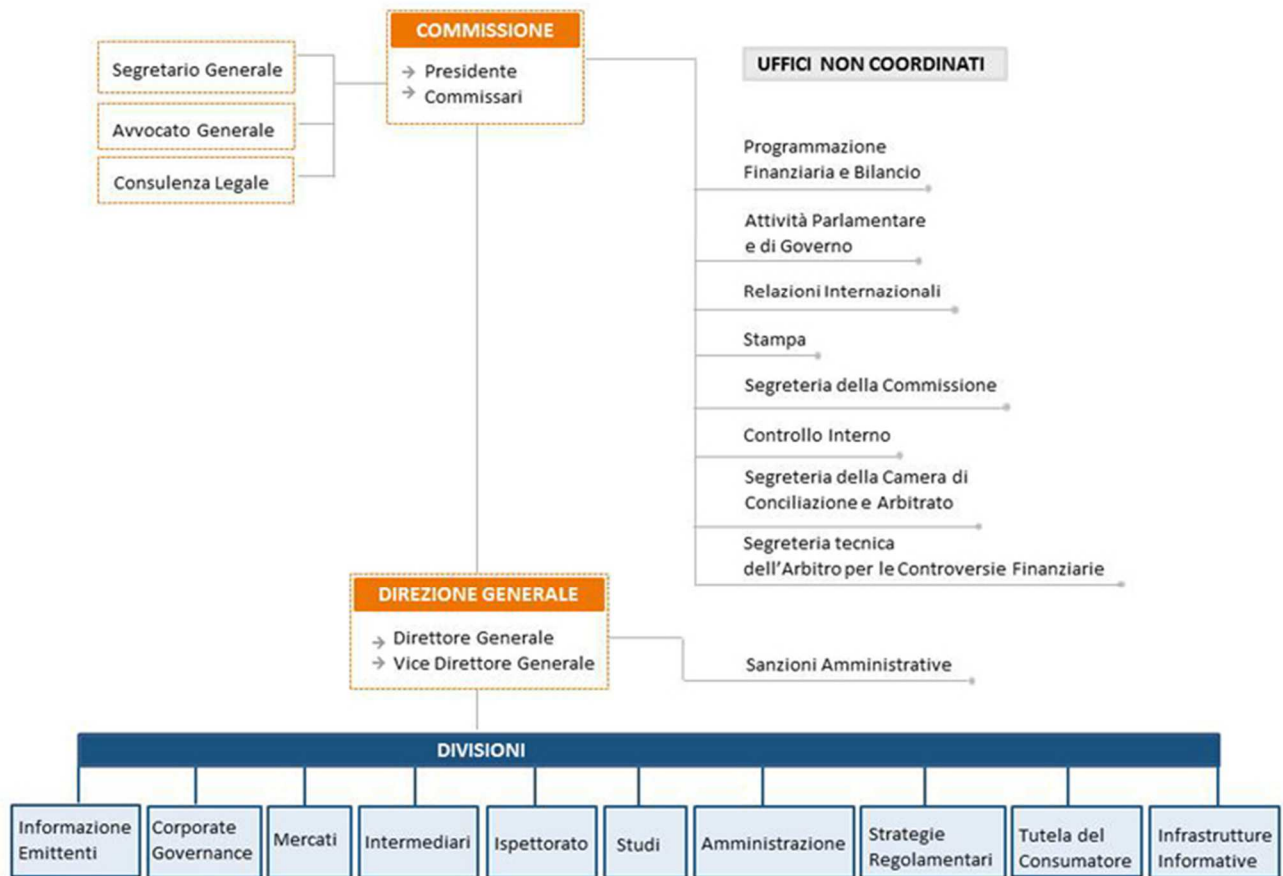 COMMISSIONE
Presidente
Commissari
Segretario Generale
Avvocato Generale
Consulenza Legale
UFFICI NON COORDINATI
Programmazione
Finanziaria e Bilancio
Attività Parlamentare
e di Governo
Relazioni Internazionali
Stampa
Segreteria della Commissione
Controllo Interno
Segreteria della Camera di
Conciliazione e Arbitrato
Segreteria tecnica
dell'Arbitro per le Controversie Finanziarie
DIREZIONE GENERALE
Direttore Generale
Vice Direttore Generale
Sanzioni Amministrative
DIVISIONI
Informazione
Emittenti
Corporate
Governance
Mercati
Intermediari
Ispettorato
Studi
Amministrazione
Strategie
Regolamentari
Tutela del
Consumatore
Infrastrutture
Informative